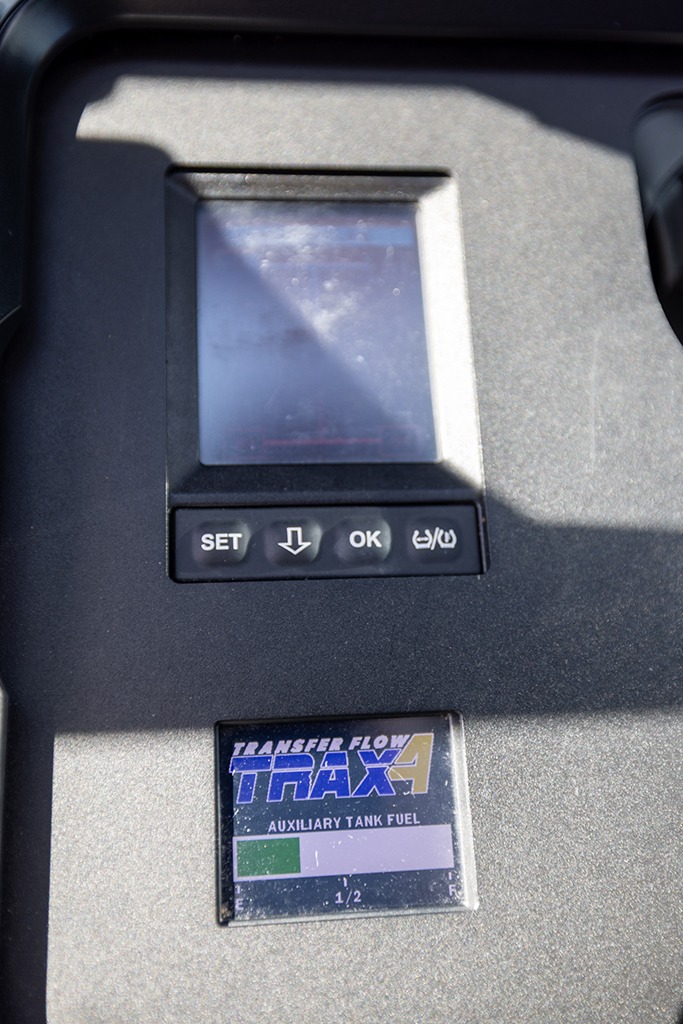 SET OK
TRANSFER FLOW
TRAX4
AUXILIARY TANK FUEL
E 1/2 F